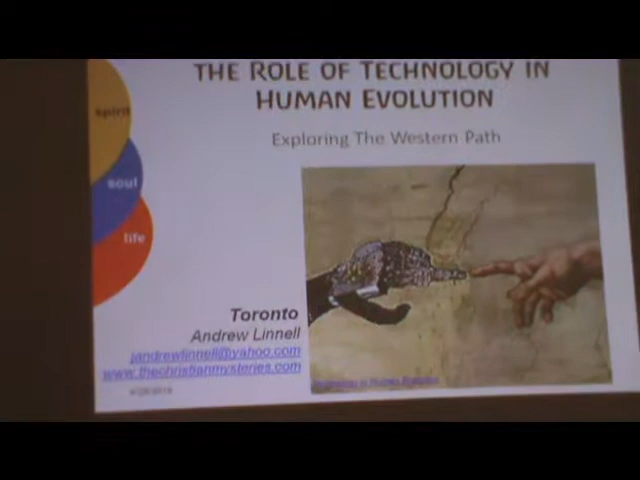 THE ROLE OF TECHNOLOGY IN
HUMAN EVOLUTION
Exploring The Western Path
spirit
soul
life
Toronto
Andrew Linnell
jandrewlinnell@yahoo.com
www.thechristianmysteries.com